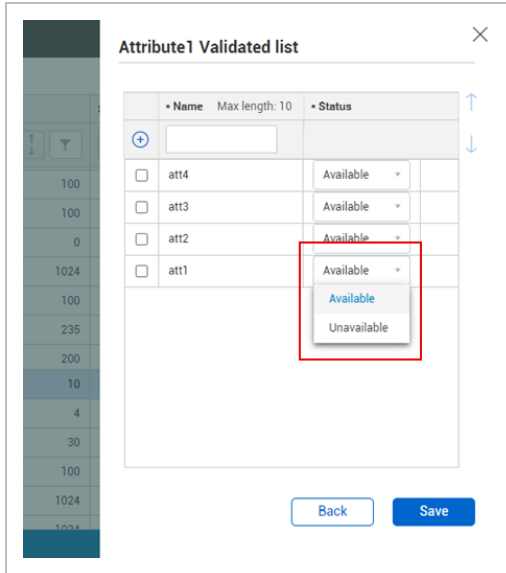 Attribute1 Validated list
* Name Max length: 10 * Status
att4 Available
att3 Available
att2 Available
att1 Available
Available
Unavailable
Back Save
100
100
0
1024
100
235
200
10
4
30
100
1024
1024